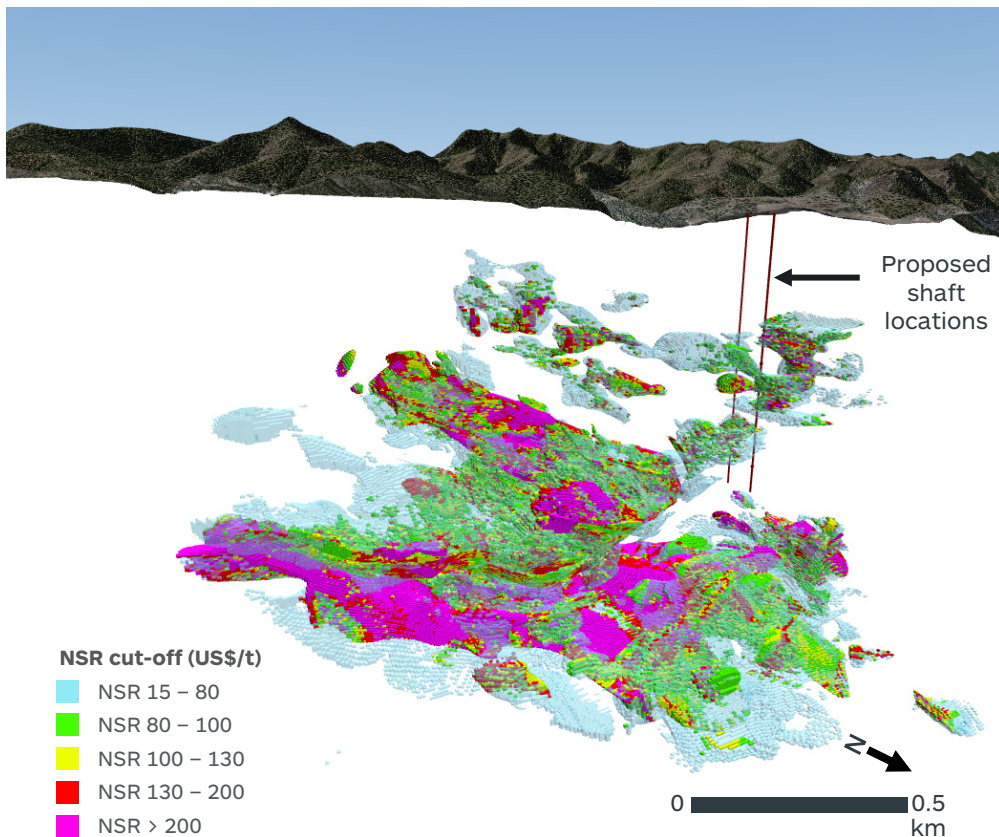 Proposed
shaft
locations
NSR cut-off (US$/t)
NSR 15 – 80
NSR 80 – 100
NSR 100 – 130
NSR 130 – 200
NSR > 200
N
0
0.5
km